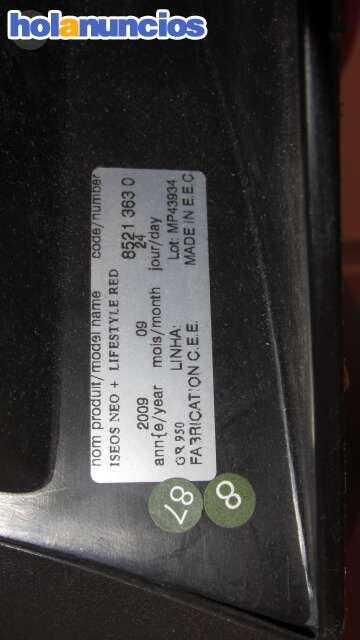 holanuncios
nom produit/model name code/number
ISEOS NEO + LIFESTYLE RED 8521 363 0
2009 09 24
ann{e/year mois/month jour/day
GR 950 LINHA: Lot: MP43934
FABRICATION C.E.E. MADE IN E.E.C
87
8